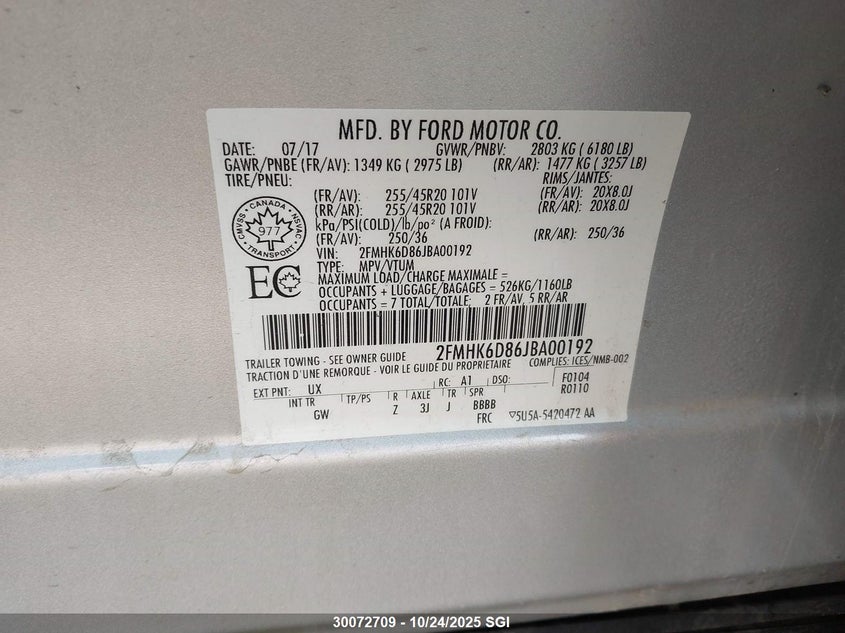 MFD. BY FORD MOTOR CO.
DATE: 07/17 GVWR/PNBV: 2803 KG ( 6180 LB)
GAWR/PNBE (FR/AV): 1349 KG ( 2975 LB) (RR/AR): 1477 KG ( 3257 LB)
TIRE/PNEU: RIMS/JANTES:
(FR/AV): 255/45R20 101V (FR/AV): 20X8.0J
(RR/AR): 255/45R20 101V (RR/AR): 20X8.0J
kPa/PSI(COLD)/lb/po² (A FROID):
(FR/AV): 250/36 (RR/AR): 250/36
CMVSS · CANADA · NSVAC
977
TRANSPORT
VIN: 2FMHK6D86JBA00192
TYPE: MPV/VTUM
EC
MAXIMUM LOAD/CHARGE MAXIMALE =
OCCUPANTS + LUGGAGE/BAGAGES = 526KG/1160LB
OCCUPANTS = 7 TOTAL/TOTALE: 2 FR/AV, 5 RR/AR
2FMHK6D86JBA00192
TRAILER TOWING - SEE OWNER GUIDE COMPLIES: ICES/NMB-002
TRACTION D'UNE REMORQUE - VOIR LE GUIDE DU PROPRIETAIRE
EXT PNT: UX RC: A1 DSO: F0104
INT TR TP/PS R AXLE TR SPR R0110
GW Z 3J J BBBB
FRC 5U5A-5420472 AA
30072709 - 10/24/2025 SGI